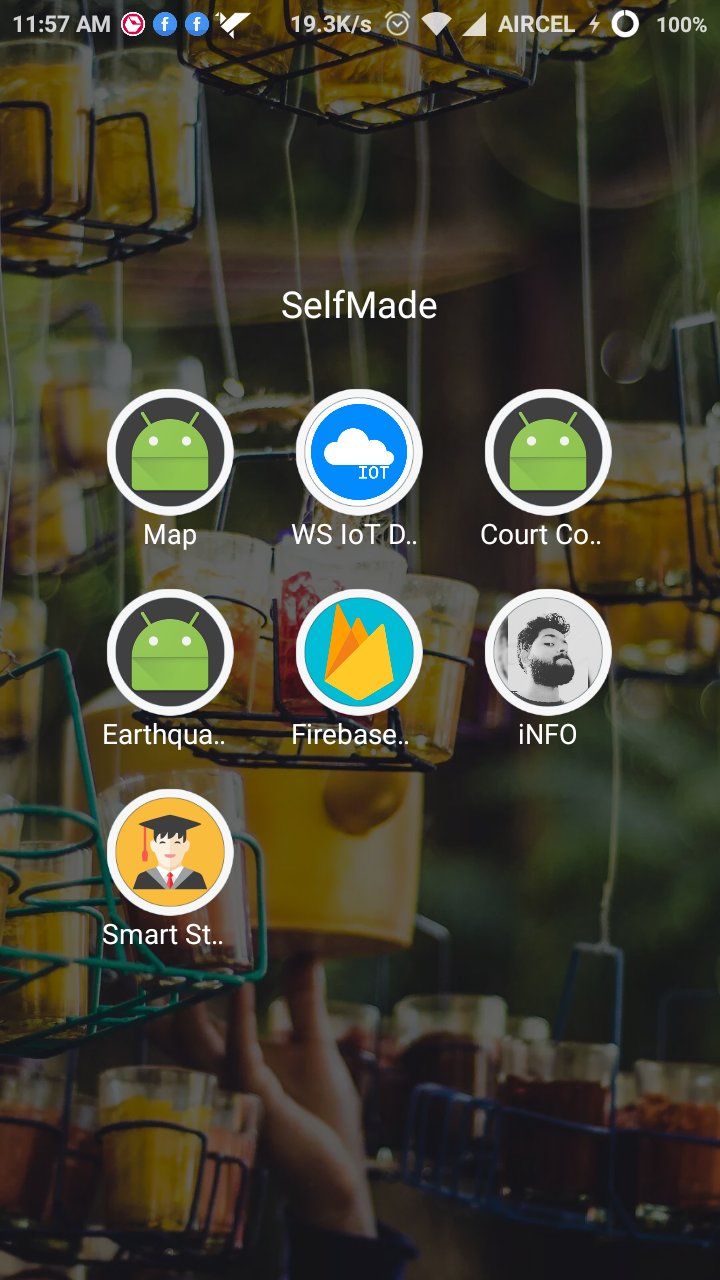 11:57 AM 19.3K/s AIRCEL 100%
SelfMade
IOT
Map WS IoT D.. Court Co..
Earthqua.. Firebase.. iNFO
Smart St..